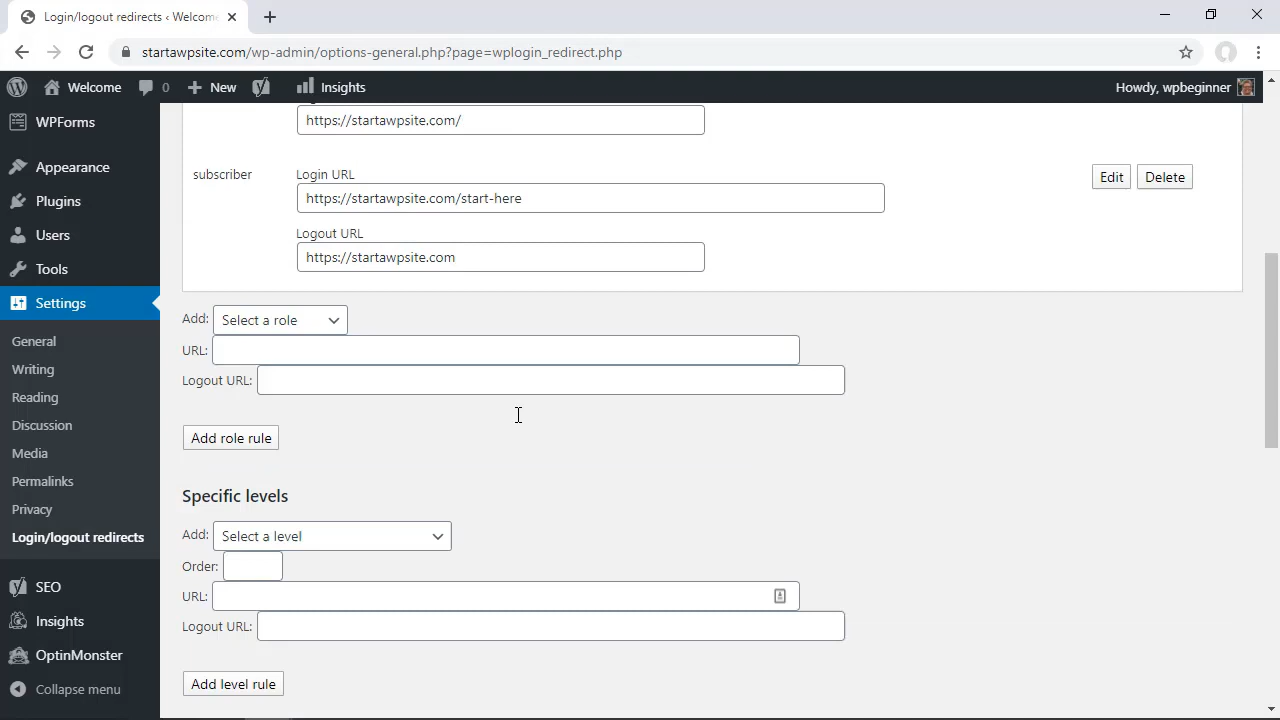 Login/logout redirects ‹ Welcome
startawpsite.com/wp-admin/options-general.php?page=wplogin_redirect.php
Welcome 0 New Insights Howdy, wpbeginner
WPForms
Appearance
Plugins
Users
Tools
Settings
General
Writing
Reading
Discussion
Media
Permalinks
Privacy
Login/logout redirects
SEO
Insights
OptinMonster
Collapse menu
https://startawpsite.com/
subscriber
Login URL
Edit Delete
https://startawpsite.com/start-here
Logout URL
https://startawpsite.com
Add: Select a role
URL:
Logout URL:
Add role rule
Specific levels
Add: Select a level
Order:
URL:
Logout URL:
Add level rule